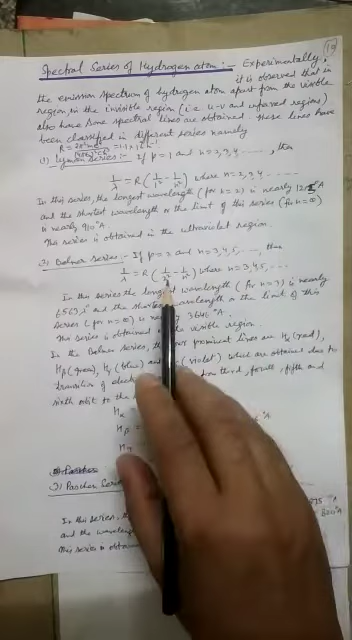 19
Spectral Series of Hydrogen atom :- Experimentally,
it is observed that in
the emission spectrum of hydrogen atom apart from the visible
region, in the invisible region (i.e. u-v and infrared regions)
also have some spectral lines are obtained. These lines have
been classified in different series namely
1) Lyman series :- If p = 1 and n = 2, 3, 4 ......, then
1/λ = R (1/1² - 1/n²) where n = 2, 3, 4 .....
In this series, the longest wavelength (for n = 2) is nearly
and the shortest wavelength or the limit of this series (for n = ∞)
is nearly 910 °A.
This series is obtained in the ultraviolet region.
2) Balmer series :- If p = 2 and n = 3, 4, 5, ....., then
1/λ = R (1/2² - 1/n²) where n = 3, 4, 5, ....
In this series the longest wavelength (for n = 3) is nearly
6563 °A and the shortest wavelength or the limit of this
series (for n = ∞) is nearly 3646 °A.
This series is obtained in the visible region.
In the Balmer series, the four prominent lines are Hα (red),
Hβ (green), Hγ (blue) and (violet) which are obtained due to
transition of from third, fourth, fifth and
sixth orbit to the
Hα
Hβ =
Hγ
3) Paschen Series
In this series, the
and the wavelength
This series is obtained